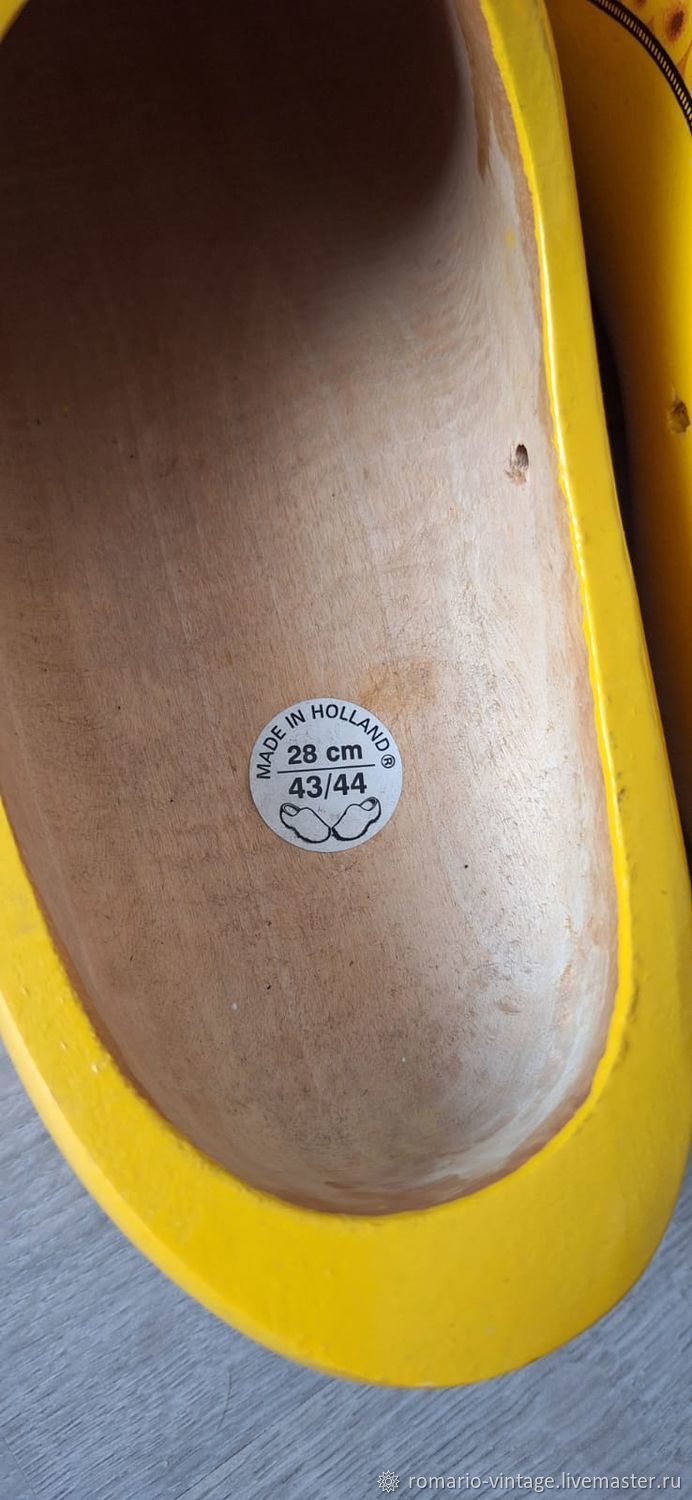 MADE IN HOLLAND®
28 cm
43/44
romario-vintage.livemaster.ru